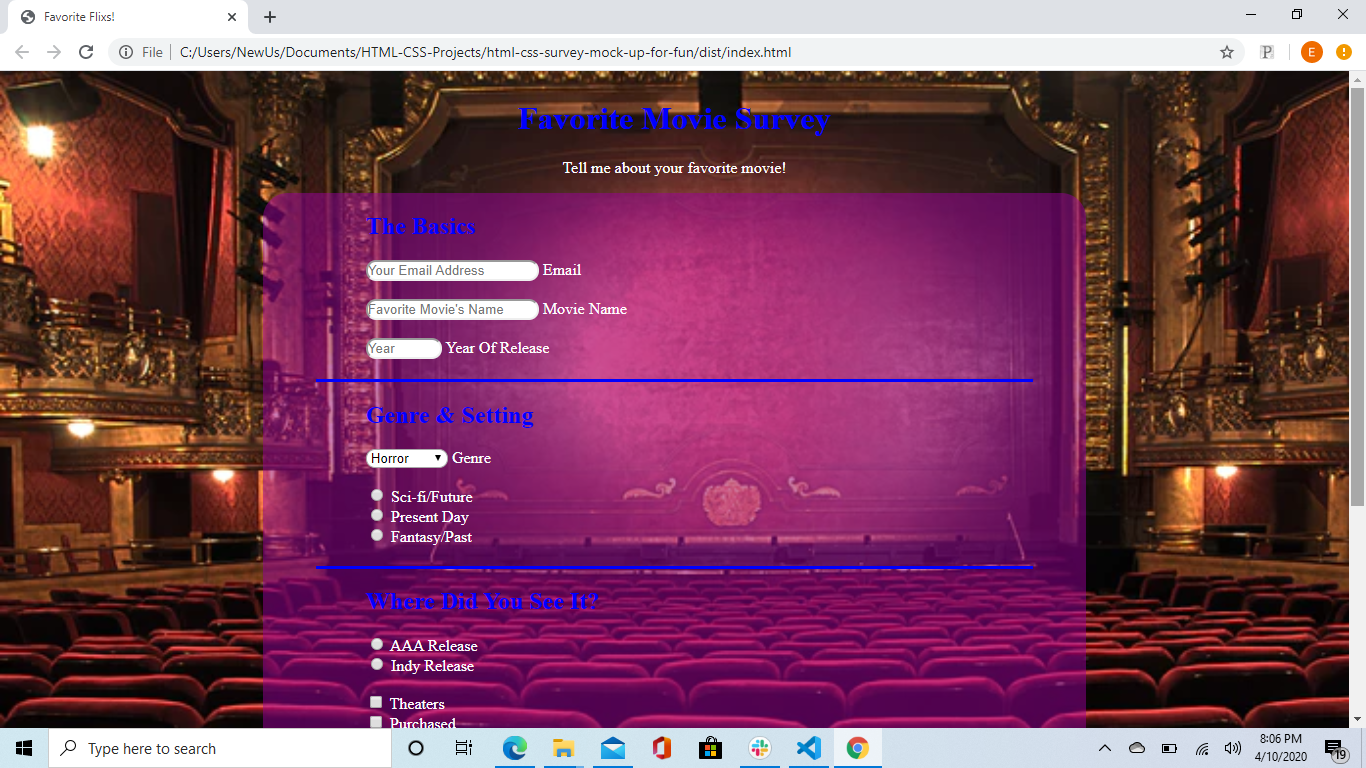 Favorite Flixs!
File
C:/Users/NewUs/Documents/HTML-CSS-Projects/html-css-survey-mock-up-for-fun/dist/index.html
E
Favorite Movie Survey
Tell me about your favorite movie!
The Basics
Your Email Address Email
Favorite Movie's Name Movie Name
Year Year Of Release
Genre & Setting
Horror Genre
Sci-fi/Future
Present Day
Fantasy/Past
Where Did You See It?
AAA Release
Indy Release
Theaters
Purchased
Type here to search
8:06 PM
4/10/2020
19